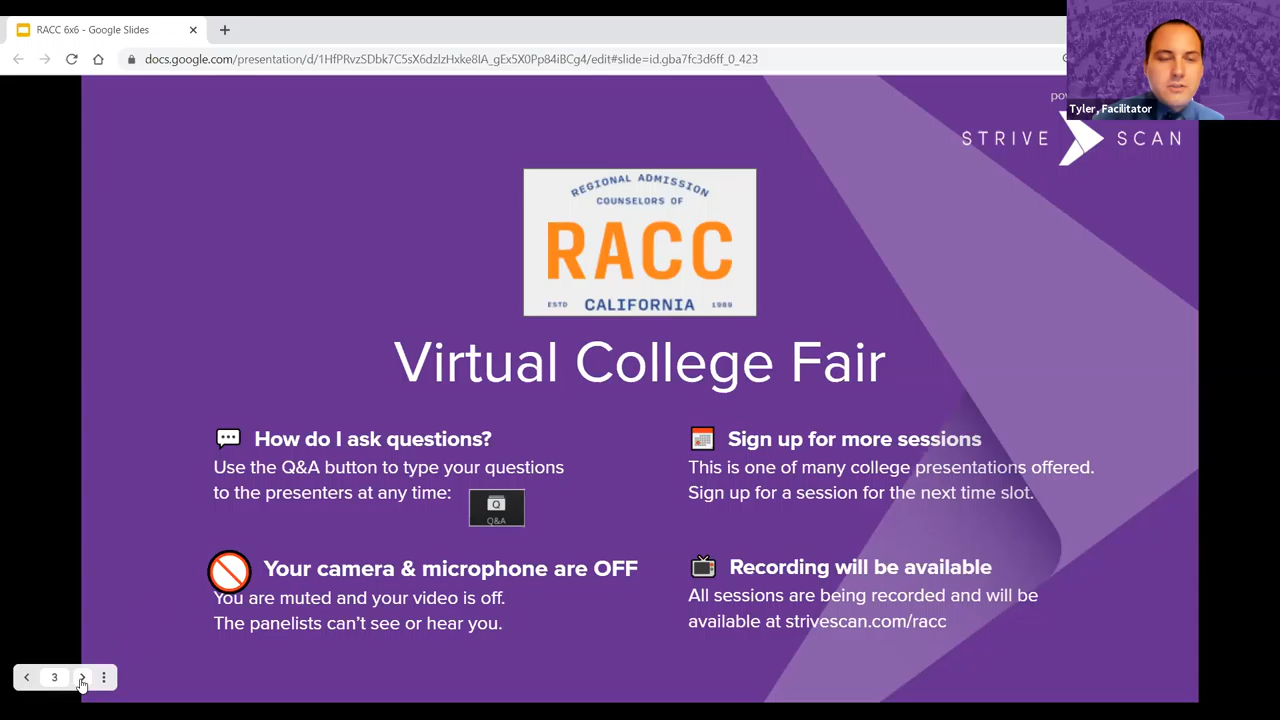 RACC 6x6 - Google Slides
docs.google.com/presentation/d/1HfPRvzSDbk7C5sX6dzlzHxke8IA_gEx5X0Pp84iBCg4/edit#slide=id.gba7fc3d6ff_0_423
Tyler, Facilitator
STRIVE SCAN
REGIONAL ADMISSION
COUNSELORS OF
RACC
ESTD CALIFORNIA 1989
Virtual College Fair
How do I ask questions?
Use the Q&A button to type your questions
to the presenters at any time:
Q
Q&A
Sign up for more sessions
This is one of many college presentations offered.
Sign up for a session for the next time slot.
Your camera & microphone are OFF
You are muted and your video is off.
The panelists can't see or hear you.
Recording will be available
All sessions are being recorded and will be
available at strivescan.com/racc
3